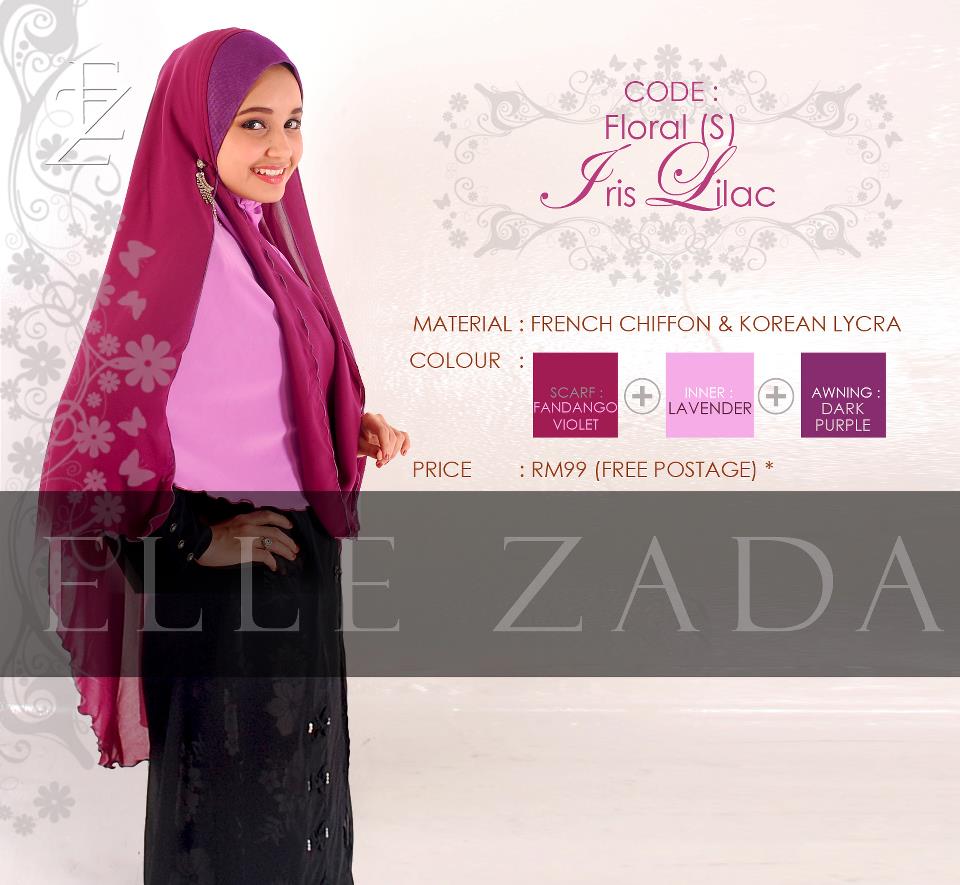 EZ
CODE :
Floral (S)
Iris Lilac
MATERIAL : FRENCH CHIFFON & KOREAN LYCRA
COLOUR :
SCARF :
FANDANGO
VIOLET
+
INNER :
LAVENDER
+
AWNING :
DARK
PURPLE
PRICE : RM99 (FREE POSTAGE) *
ELLE ZADA